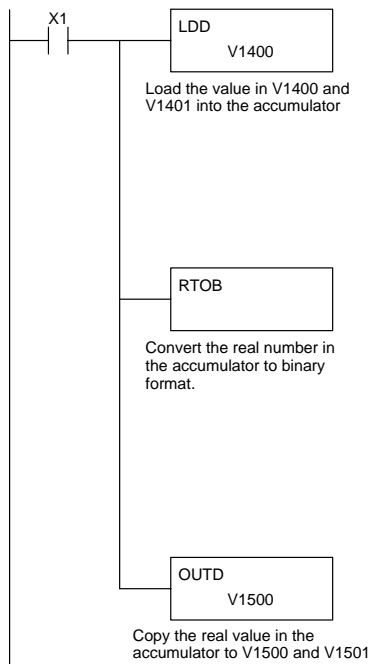 X1
LDD
V1400
Load the value in V1400 and
V1401 into the accumulator
RTOB
Convert the real number in
the accumulator to binary
format.
OUTD
V1500
Copy the real value in the
accumulator to V1500 and V1501